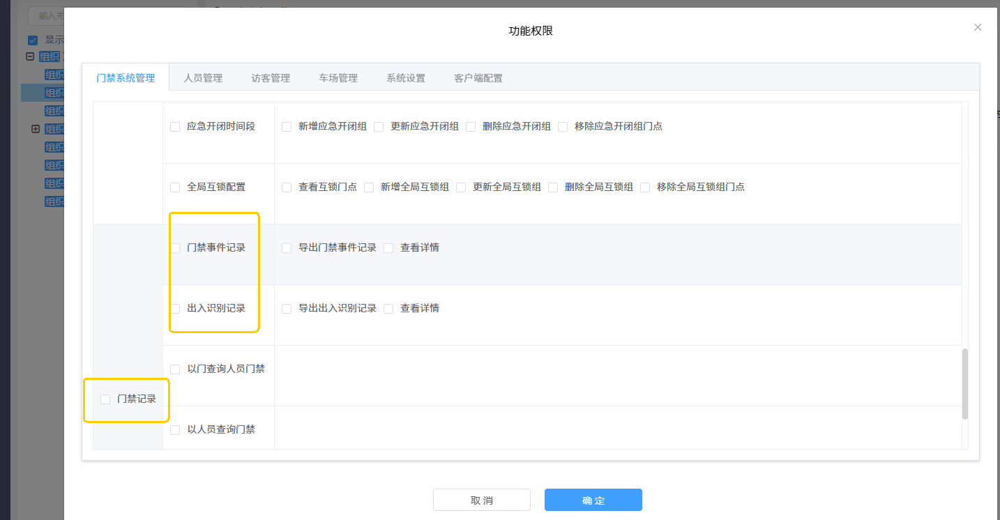 输入关
功能权限
显示
组织
门禁系统管理 人员管理 访客管理 车场管理 系统设置 客户端配置
组织
组织
组织
组织
组织
组织
组织
组织
应急开闭时间段 新增应急开闭组 更新应急开闭组 删除应急开闭组 移除应急开闭组门点
全局互锁配置 查看互锁门点 新增全局互锁组 更新全局互锁组 删除全局互锁组 移除全局互锁组门点
门禁事件记录 导出门禁事件记录 查看详情
出入识别记录 导出出入识别记录 查看详情
以门查询人员门禁
门禁记录
以人员查询门禁
取消 确定